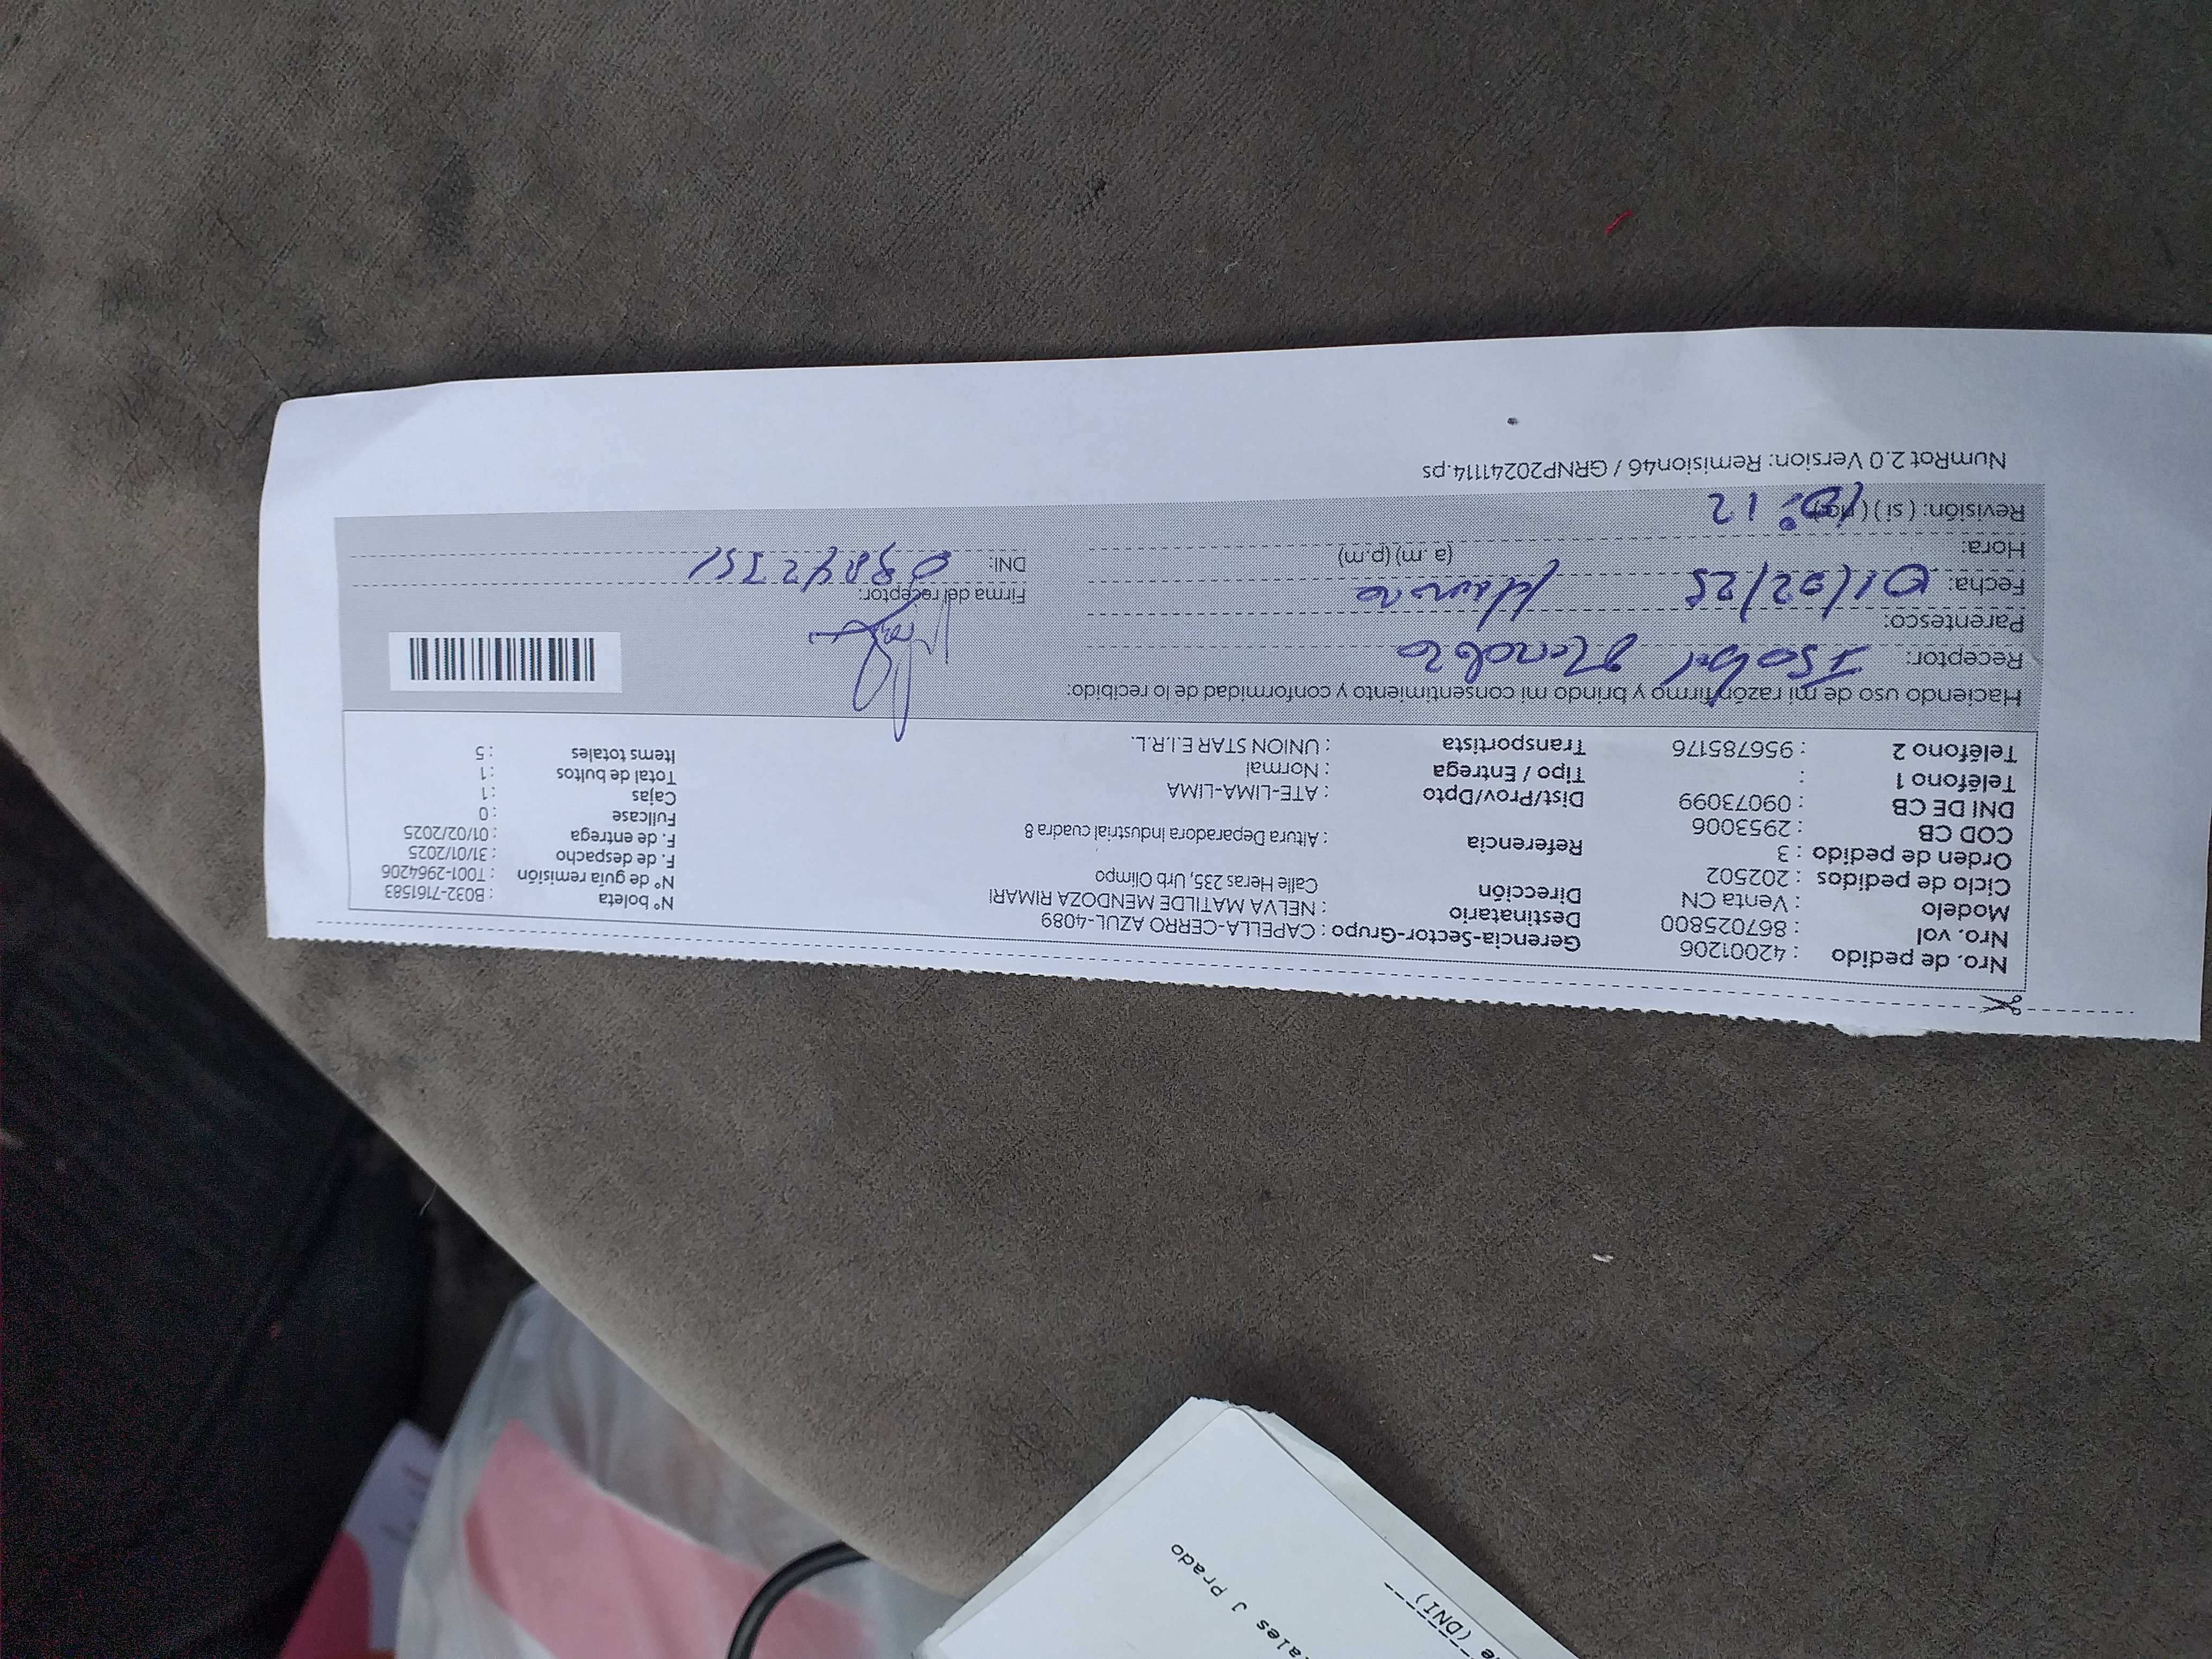 Nro. de pedido : 42001206
Nro. vol : 867025800
Modelo : Venta CN
Ciclo de pedidos : 202502
Orden de pedido : 3
COD CB : 2953006
DNI DE CB : 09073099
Teléfono 1 :
Teléfono 2 : 956785176
Gerencia-Sector-Grupo : CAPELLA-CERRO AZUL-4089
Destinatario : NELVA MATILDE MENDOZA RIMARI
Dirección Calle Heras 235, Urb Olimpo
Referencia : Altura Deparadora Industrial cuadra 8
Dist/Prov/Dpto : ATE-LIMA-LIMA
Tipo / Entrega : Normal
Transportista : UNION STAR E.I.R.L.
N° boleta : B032-7161583
N° de guía remisión : T001-2964206
F. de despacho : 31/01/2025
F. de entrega : 01/02/2025
Fullcase : 0
Cajas : 1
Total de bultos : 1
Items totales : 5
Haciendo uso de mi razón firmo y brindo mi consentimiento y conformidad de lo recibido:
Receptor: Isabel
Parentesco:
Fecha: 01/02/25
Hora: (a.m) (p.m)
Revisión: ( si ) ( no )
10:12
Firma del receptor:
DNI:
NumRot 2.0 Version: Remision46 / GRNP20241114.ps
ales J Prado
e (DNI)